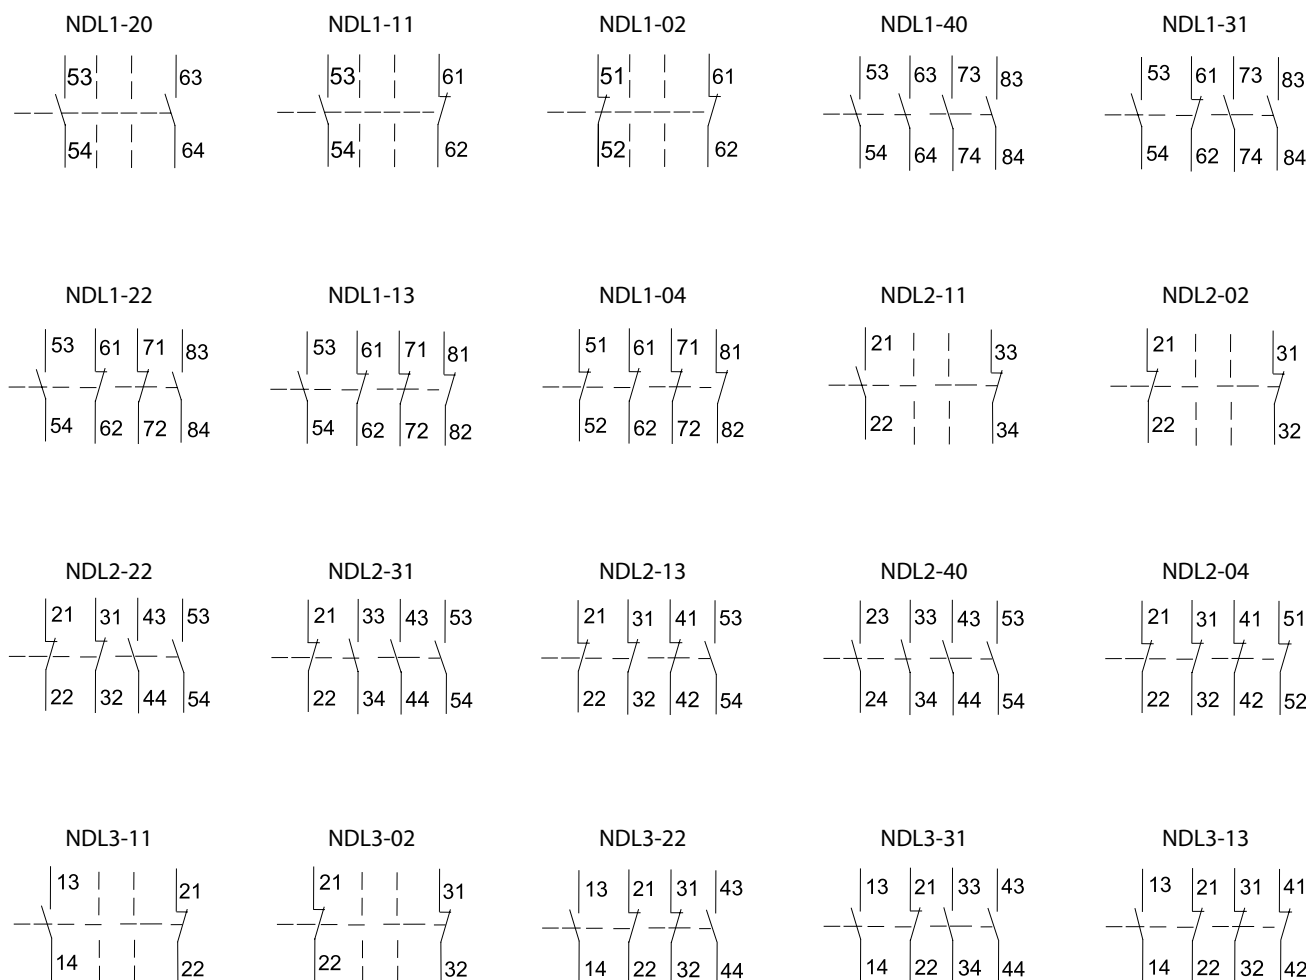 NDL1-20 NDL1-11 NDL1-02 NDL1-40 NDL1-31
53 63 53 61 51 61 53 63 73 83 53 61 73 83
54 64 54 62 52 62 54 64 74 84 54 62 74 84
NDL1-22 NDL1-13 NDL1-04 NDL2-11 NDL2-02
53 61 71 83 53 61 71 81 51 61 71 81 21 33 21 31
54 62 72 84 54 62 72 82 52 62 72 82 22 34 22 32
NDL2-22 NDL2-31 NDL2-13 NDL2-40 NDL2-04
21 31 43 53 21 33 43 53 21 31 41 53 23 33 43 53 21 31 41 51
22 32 44 54 22 34 44 54 22 32 42 54 24 34 44 54 22 32 42 52
NDL3-11 NDL3-02 NDL3-22 NDL3-31 NDL3-13
13 21 21 31 13 21 31 43 13 21 33 43 13 21 31 41
14 22 22 32 14 22 32 44 14 22 34 44 14 22 32 42